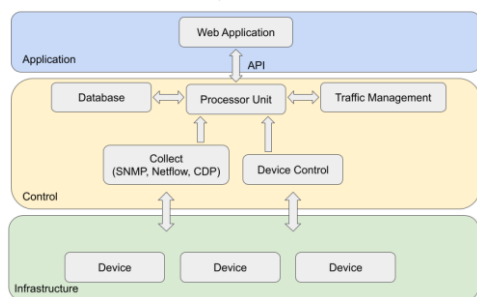 Web Application
Application
API
Database
Processor Unit
Traffic Management
Collect
(SNMP, Netflow, CDP)
Device Control
Control
Device
Device
Device
Infrastructure